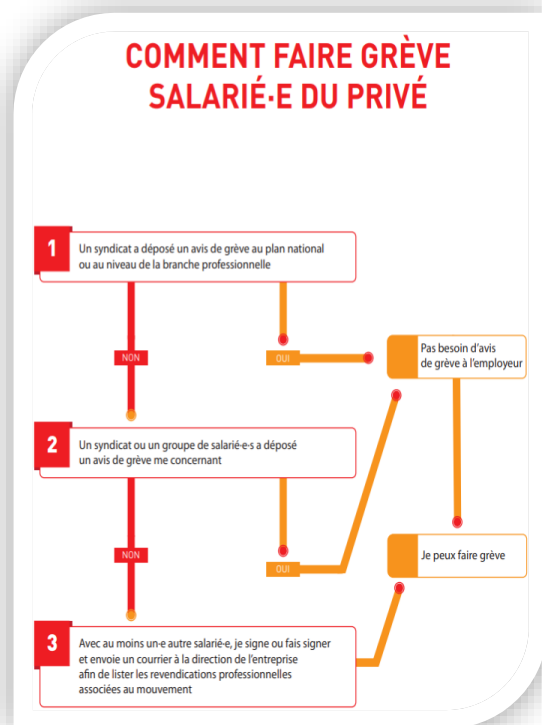 COMMENT FAIRE GRÈVE
SALARIÉ·E DU PRIVÉ
1
Un syndicat a déposé un avis de grève au plan national
ou au niveau de la branche professionnelle
NON
OUI
Pas besoin d'avis
de grève à l'employeur
2
Un syndicat ou un groupe de salarié·e·s a déposé
un avis de grève me concernant
NON
OUI
Je peux faire grève
3
Avec au moins un·e autre salarié·e, je signe ou fais signer
et envoie un courrier à la direction de l'entreprise
afin de lister les revendications professionnelles
associées au mouvement